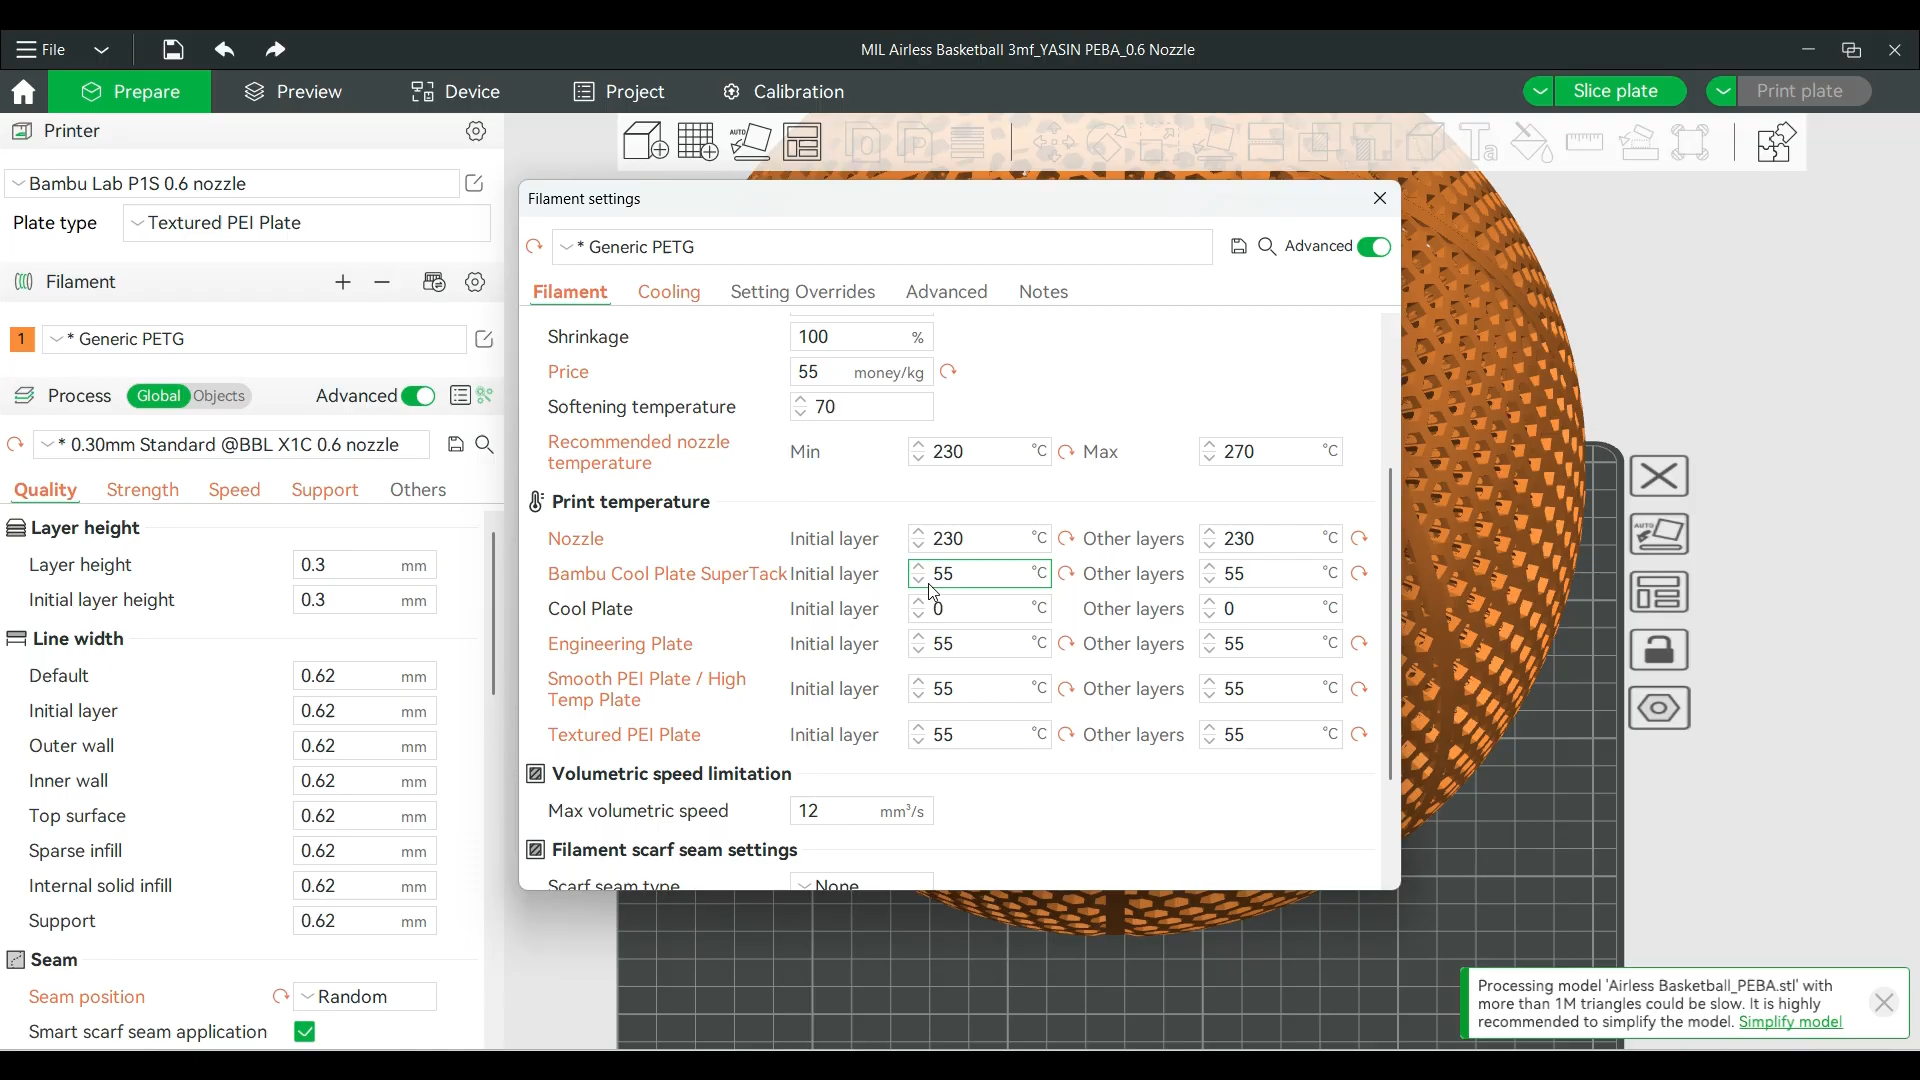 File
MIL Airless Basketball 3mf_YASIN PEBA_0.6 Nozzle
Prepare Preview Device Project Calibration Slice plate Print plate
Printer
Bambu Lab P1S 0.6 nozzle
Plate type Textured PEI Plate
Filament
1 * Generic PETG
Process Global Objects Advanced
* 0.30mm Standard @BBL X1C 0.6 nozzle
Quality Strength Speed Support Others
Layer height
Layer height 0.3 mm
Initial layer height 0.3 mm
Line width
Default 0.62 mm
Initial layer 0.62 mm
Outer wall 0.62 mm
Inner wall 0.62 mm
Top surface 0.62 mm
Sparse infill 0.62 mm
Internal solid infill 0.62 mm
Support 0.62 mm
Seam
Seam position Random
Smart scarf seam application
AUTO
Filament settings
* Generic PETG Advanced
Filament Cooling Setting Overrides Advanced Notes
Shrinkage 100 %
Price 55 money/kg
Softening temperature 70
Recommended nozzle
temperature Min 230 °C Max 270 °C
Print temperature
Nozzle Initial layer 230 °C Other layers 230 °C
Bambu Cool Plate SuperTack Initial layer 55 °C Other layers 55 °C
Cool Plate Initial layer 0 °C Other layers 0 °C
Engineering Plate Initial layer 55 °C Other layers 55 °C
Smooth PEI Plate / High
Temp Plate Initial layer 55 °C Other layers 55 °C
Textured PEI Plate Initial layer 55 °C Other layers 55 °C
Volumetric speed limitation
Max volumetric speed 12 mm³/s
Filament scarf seam settings
Scarf seam type None
AUTO
Processing model 'Airless Basketball_PEBA.stl' with
more than 1M triangles could be slow. It is highly
recommended to simplify the model. Simplify model